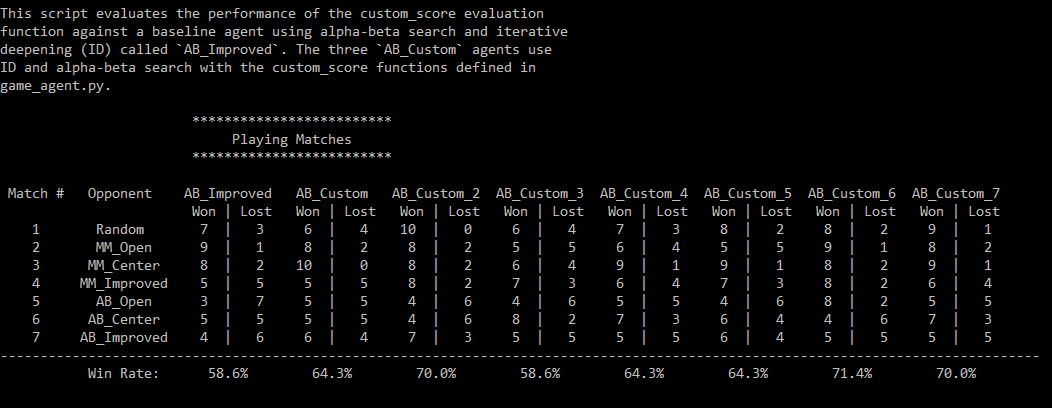 This script evaluates the performance of the custom_score evaluation
function against a baseline agent using alpha-beta search and iterative
deepening (ID) called `AB_Improved`. The three `AB_Custom` agents use
ID and alpha-beta search with the custom_score functions defined in
game_agent.py.
*************************
Playing Matches
*************************
Match # Opponent AB_Improved AB_Custom AB_Custom_2 AB_Custom_3 AB_Custom_4 AB_Custom_5 AB_Custom_6 AB_Custom_7
Won | Lost Won | Lost Won | Lost Won | Lost Won | Lost Won | Lost Won | Lost Won | Lost
1 Random 7 | 3 6 | 4 10 | 0 6 | 4 7 | 3 8 | 2 8 | 2 9 | 1
2 MM_Open 9 | 1 8 | 2 8 | 2 5 | 5 6 | 4 5 | 5 9 | 1 8 | 2
3 MM_Center 8 | 2 10 | 0 8 | 2 6 | 4 9 | 1 9 | 1 8 | 2 9 | 1
4 MM_Improved 5 | 5 5 | 5 8 | 2 7 | 3 6 | 4 7 | 3 8 | 2 6 | 4
5 AB_Open 3 | 7 5 | 5 4 | 6 4 | 6 5 | 5 4 | 6 8 | 2 5 | 5
6 AB_Center 5 | 5 5 | 5 4 | 6 8 | 2 7 | 3 6 | 4 4 | 6 7 | 3
7 AB_Improved 4 | 6 6 | 4 7 | 3 5 | 5 5 | 5 6 | 4 5 | 5 5 | 5
--------------------------------------------------------------------------------------------------------------------------------
Win Rate: 58.6% 64.3% 70.0% 58.6% 64.3% 64.3% 71.4% 70.0%